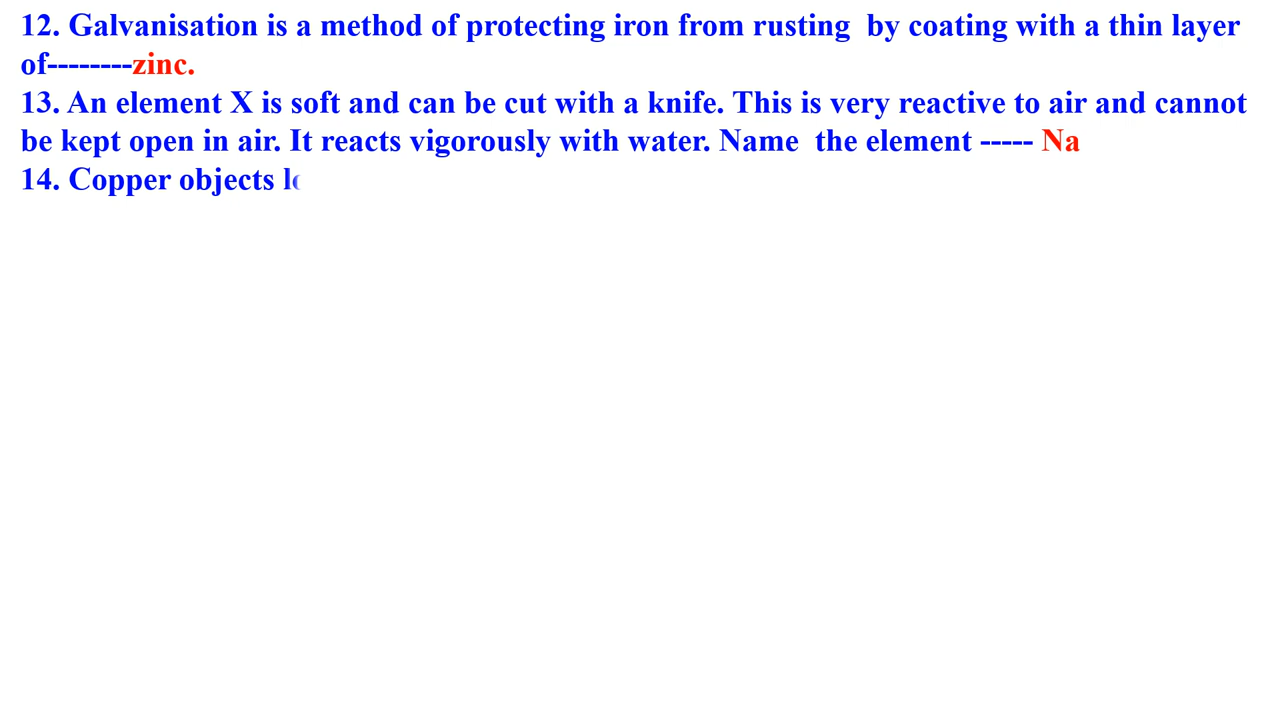 12. Galvanisation is a method of protecting iron from rusting  by coating with a thin layer
of--------zinc.
13. An element X is soft and can be cut with a knife. This is very reactive to air and cannot
be kept open in air. It reacts vigorously with water. Name  the element ----- Na
14. Copper objects